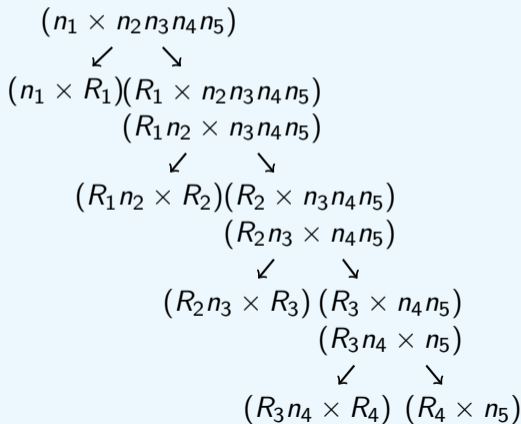 (n₁ × n₂n₃n₄n₅)
↙ ↘
(n₁ × R₁)(R₁ × n₂n₃n₄n₅)
(R₁n₂ × n₃n₄n₅)
↙ ↘
(R₁n₂ × R₂)(R₂ × n₃n₄n₅)
(R₂n₃ × n₄n₅)
↙ ↘
(R₂n₃ × R₃) (R₃ × n₄n₅)
(R₃n₄ × n₅)
↙ ↘
(R₃n₄ × R₄) (R₄ × n₅)